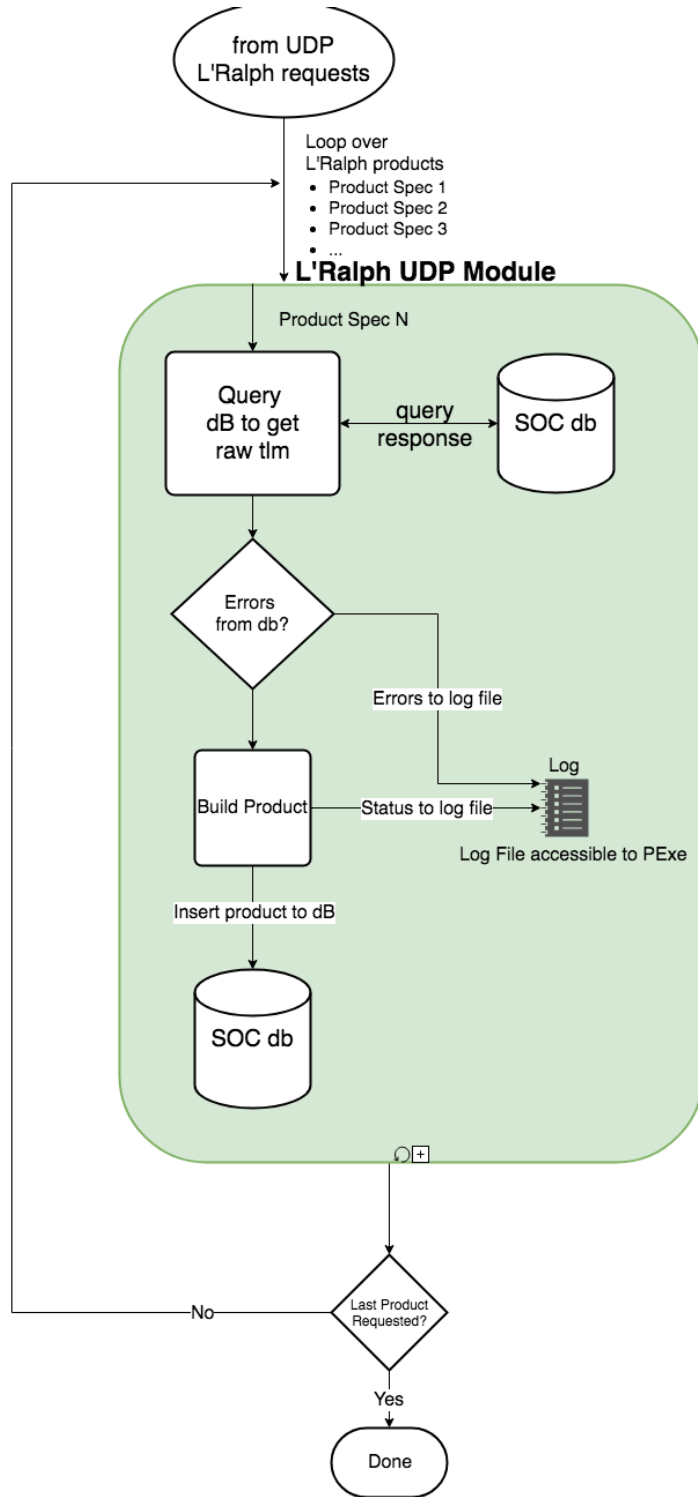 from UDP
L'Ralph requests
Loop over
L'Ralph products
• Product Spec 1
• Product Spec 2
• Product Spec 3
• ...
L'Ralph UDP Module
Product Spec N
Query
dB to get
raw tlm
query
response
SOC db
Errors
from db?
Errors to log file
Log
Build Product
Status to log file
Log File accessible to PExe
Insert product to dB
SOC db
Last Product
Requested?
No
Yes
Done